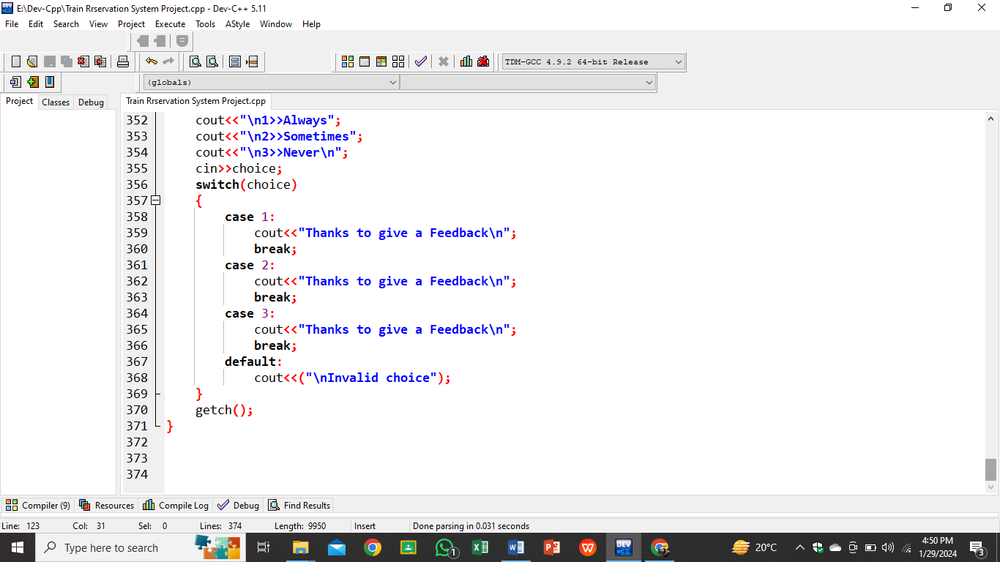 E:\Dev-Cpp\Train Rrservation System Project.cpp - Dev-C++ 5.11
File Edit Search View Project Execute Tools AStyle Window Help
TDM-GCC 4.9.2 64-bit Release
(globals)
Project Classes Debug
Train Rrservation System Project.cpp
352 cout<<"\n1>>Always";
353 cout<<"\n2>>Sometimes";
354 cout<<"\n3>>Never\n";
355 cin>>choice;
356 switch(choice)
357 {
358 case 1:
359 cout<<"Thanks to give a Feedback\n";
360 break;
361 case 2:
362 cout<<"Thanks to give a Feedback\n";
363 break;
364 case 3:
365 cout<<"Thanks to give a Feedback\n";
366 break;
367 default:
368 cout<<("\nInvalid choice");
369 }
370 getch();
371 }
372
373
374
Compiler (9) Resources Compile Log Debug Find Results
Line: 123 Col: 31 Sel: 0 Lines: 374 Length: 9950 Insert Done parsing in 0.031 seconds
Type here to search
20°C
4:50 PM
1/29/2024